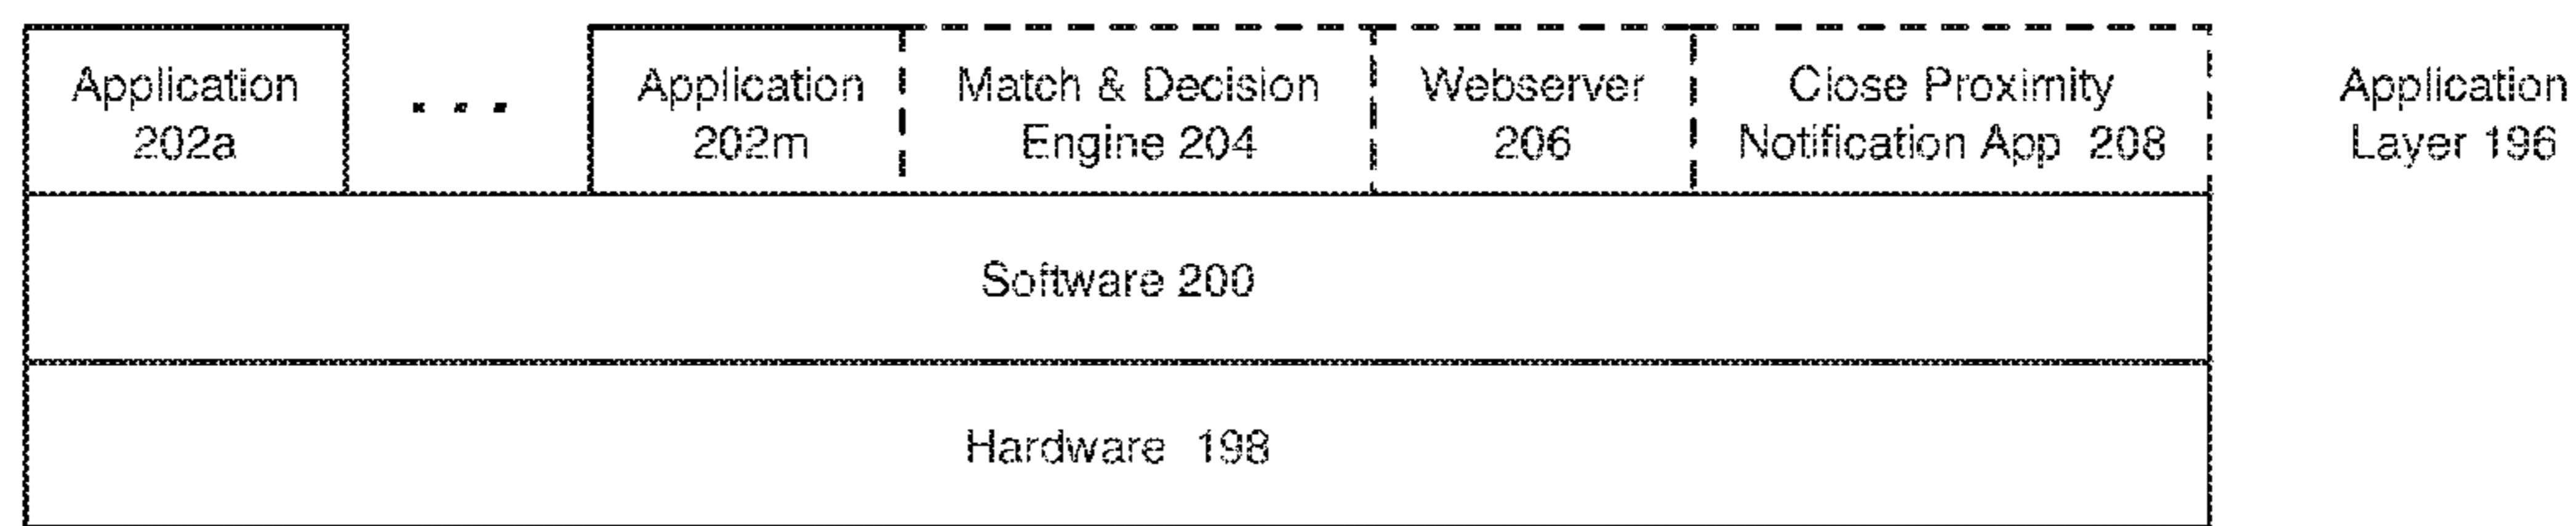 Application
202a
...
Application
202m
Match & Decision
Engine 204
Webserver
206
Close Proximity
Notification App 208
Application
Layer 196
Software 200
Hardware 198